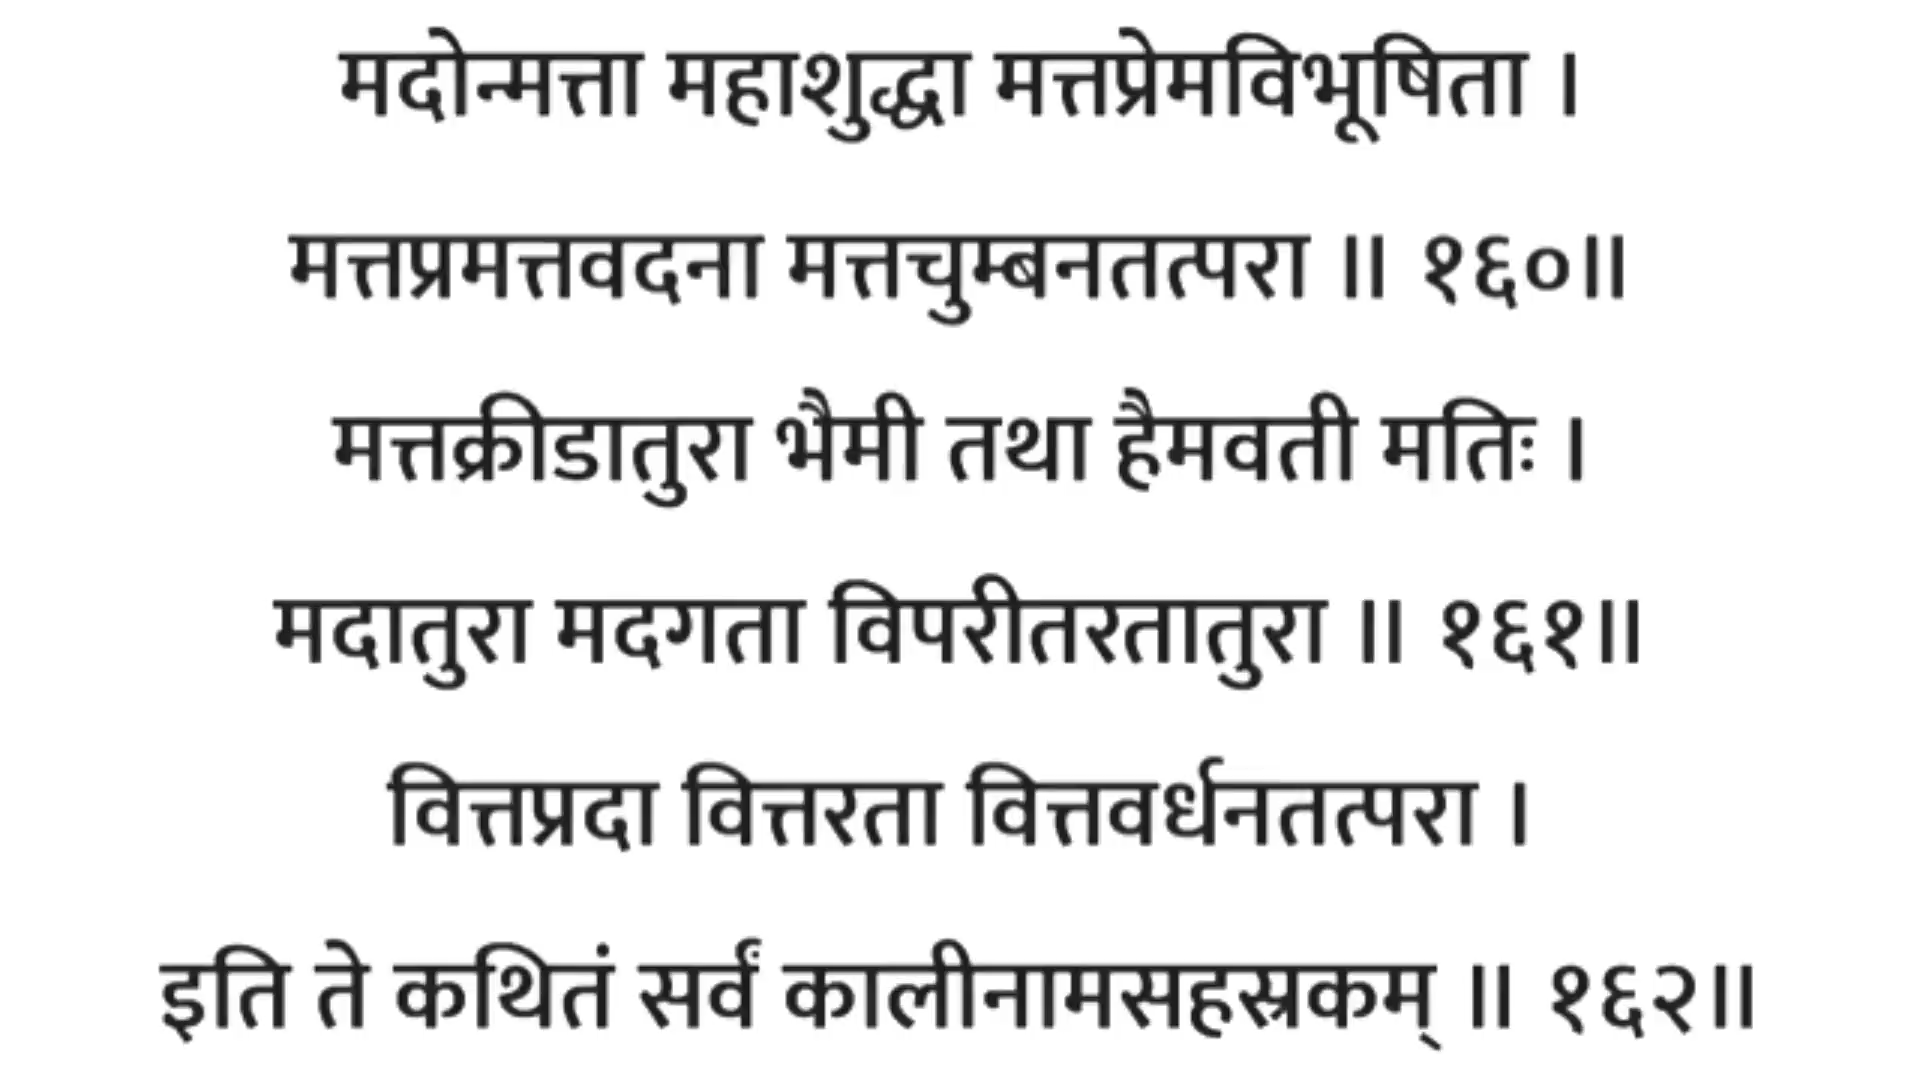 मदोन्मत्ता महाशुद्धा मत्तप्रेमविभूषिता ।
मत्तप्रमत्तवदना मत्तचुम्बनतत्परा ॥ १६०॥
मत्तक्रीडातुरा भैमी तथा हैमवती मतिः ।
मदातुरा मदगता विपरीतरतातुरा ॥ १६१॥
वित्तप्रदा वित्तरता वित्तवर्धनतत्परा ।
इति ते कथितं सर्वं कालीनामसहस्रकम् ॥ १६२॥